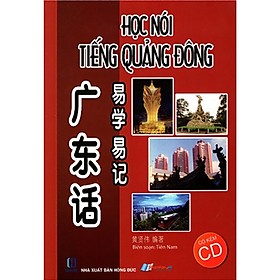 HỌC NÓI
TIẾNG QUẢNG ĐÔNG
广东话
易学易记
黄贤伟 编著
Biên soạn: Tiến Nam
CÓ KÈM
CD
NHÀ XUẤT BẢN HỒNG ĐỨC